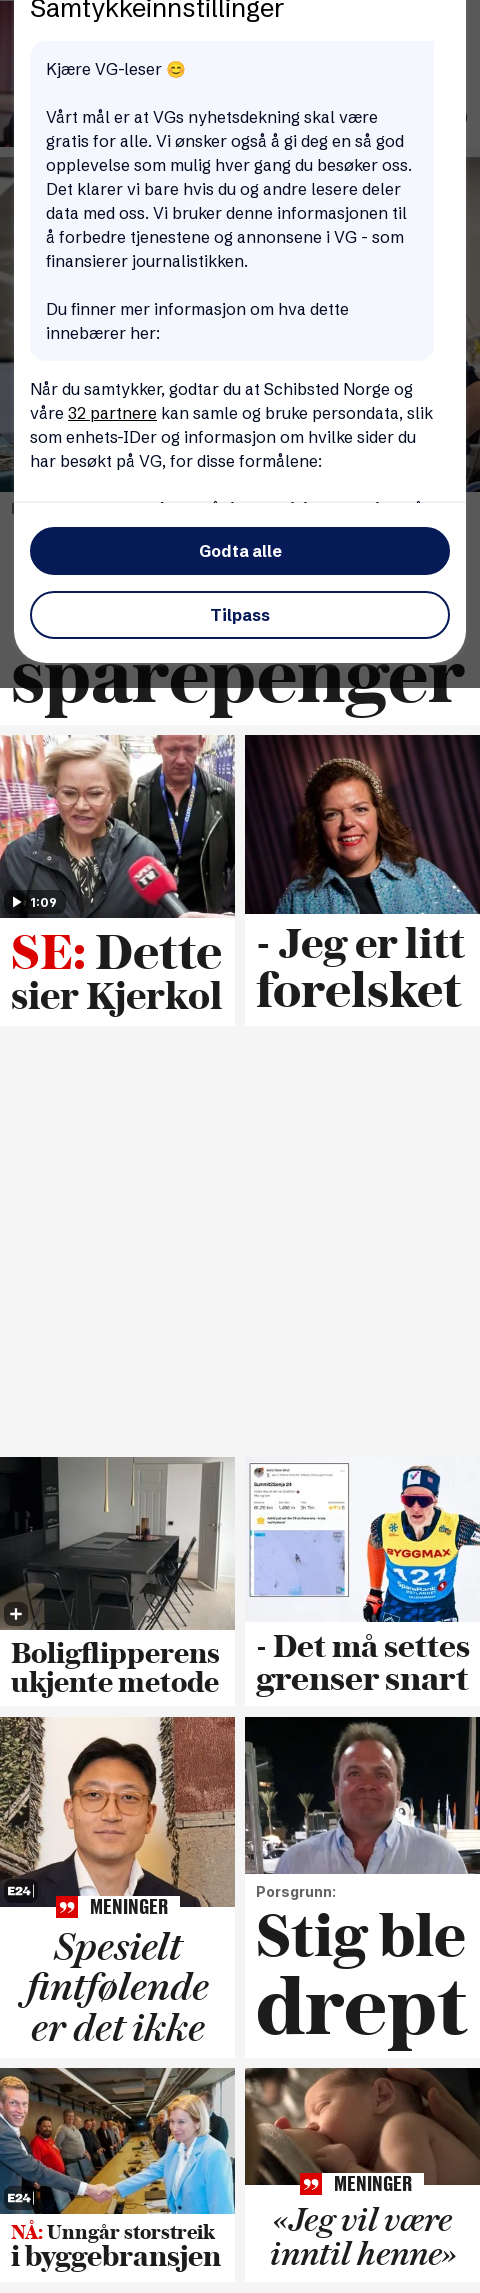 Samtykkeinnstillinger
Kjære VG-leser 😊
Vårt mål er at VGs nyhetsdekning skal være
gratis for alle. Vi ønsker også å gi deg en så god
opplevelse som mulig hver gang du besøker oss.
Det klarer vi bare hvis du og andre lesere deler
data med oss. Vi bruker denne informasjonen til
å forbedre tjenestene og annonsene i VG - som
finansierer journalistikken.
Du finner mer informasjon om hva dette
innebærer her:
Når du samtykker, godtar du at Schibsted Norge og
våre 32 partnere kan samle og bruke persondata, slik
som enhets-IDer og informasjon om hvilke sider du
har besøkt på VG, for disse formålene:
Godta alle
Tilpass
sparepenger
1:09
SE: Dette
sier Kjerkol
- Jeg er litt
forelsket
Boligflipperens
ukjente metode
BYGGMAX
121
- Det må settes
grenser snart
E24
MENINGER
Spesielt
fintfølende
er det ikke
Porsgrunn:
Stig ble
drept
E24
NÅ: Unngår storstreik
i byggebransjen
MENINGER
«Jeg vil være
inntil henne»